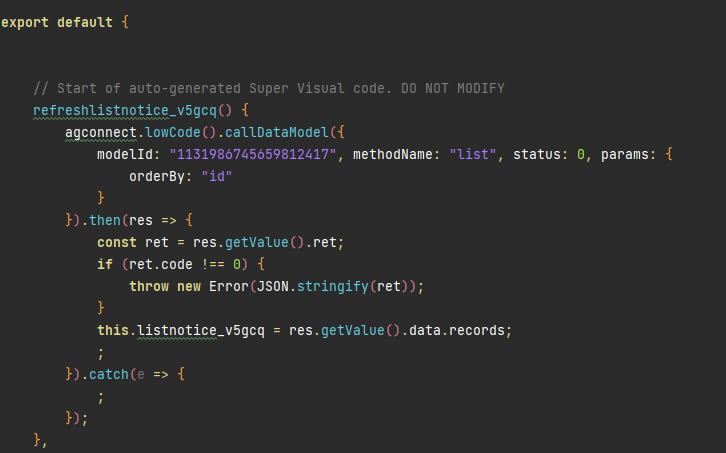 export default {
// Start of auto-generated Super Visual code. DO NOT MODIFY
refreshlistnotice_v5gcq() {
agconnect.lowCode().callDataModel({
modelId: "1131986745659812417", methodName: "list", status: 0, params: {
orderBy: "id"
}
}).then(res => {
const ret = res.getValue().ret;
if (ret.code !== 0) {
throw new Error(JSON.stringify(ret));
}
this.listnotice_v5gcq = res.getValue().data.records;
;
}).catch(e => {
;
});
},